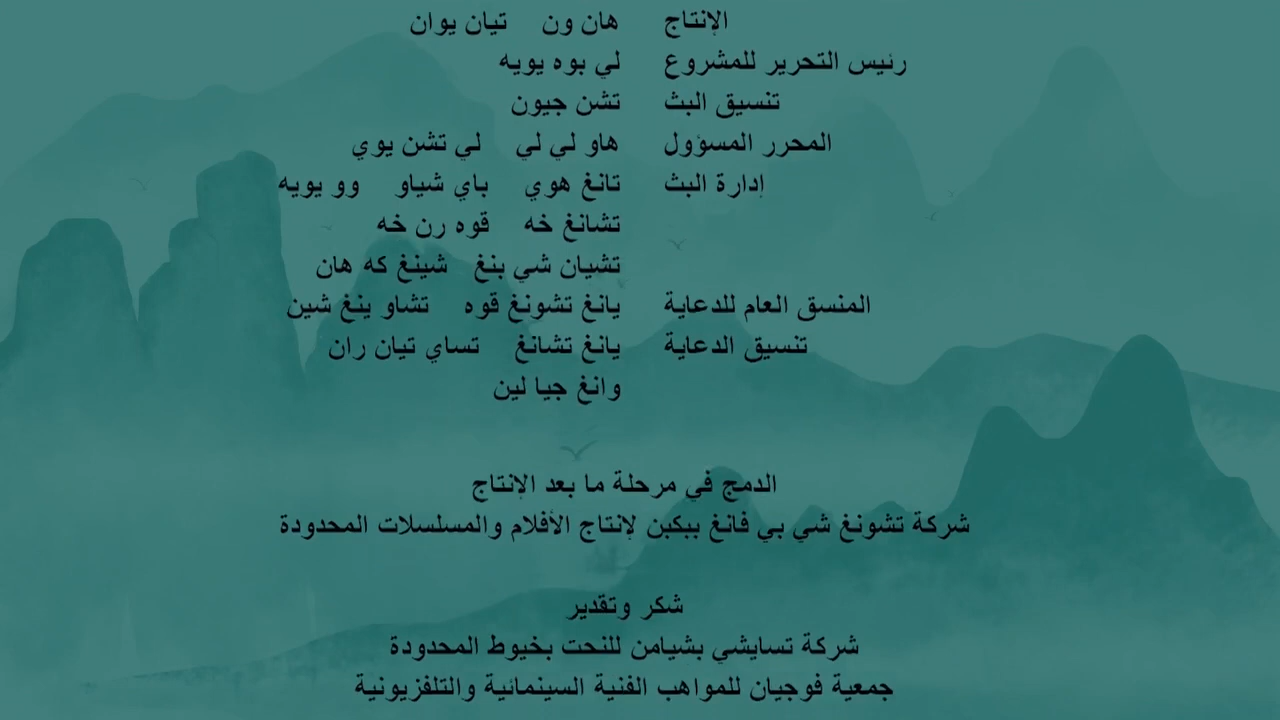 الإنتاج هان ون تيان يوان
رئيس التحرير للمشروع لي بوه يويه
تنسيق البث تشن جيون
المحرر المسؤول هاو لي لي لي تشن يوي
إدارة البث تانغ هوي باي شياو وو يويه
تشانغ خه قوه رن خه
تشيان شي بنغ شينغ كه هان
المنسق العام للدعاية يانغ تشونغ قوه تشاو ينغ شين
تنسيق الدعاية يانغ تشانغ تساي تيان ران
وانغ جيا لين
الدمج في مرحلة ما بعد الإنتاج
شركة تشونغ شي بي فانغ ببكين لإنتاج الأفلام والمسلسلات المحدودة
شكر وتقدير
شركة تسايشي بشيامن للنحت بخيوط المحدودة
جمعية فوجيان للمواهب الفنية السينمائية والتلفزيونية